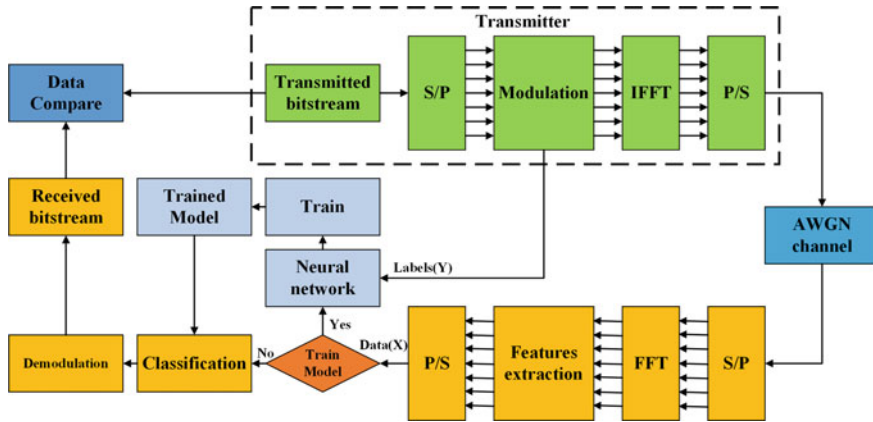 Transmitter
Data
Compare
Transmitted
bitstream
S/P
Modulation
IFFT
P/S
Received
bitstream
Trained
Model
Train
AWGN
channel
Neural
network
Labels(Y)
Yes
Data(X)
No
Demodulation
Classification
Train
Model
P/S
Features
extraction
FFT
S/P